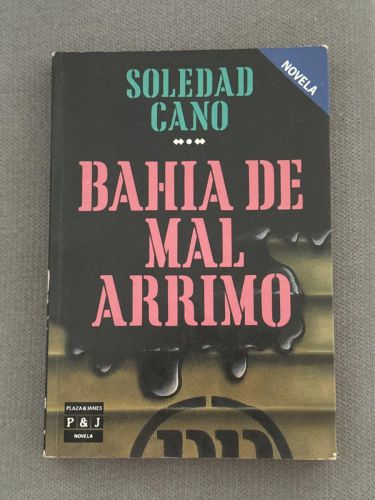 SOLEDAD
CANO
NOVELA
BAHIA DE
MAL
ARRIMO
PLAZA & JANES
P & J
NOVELA